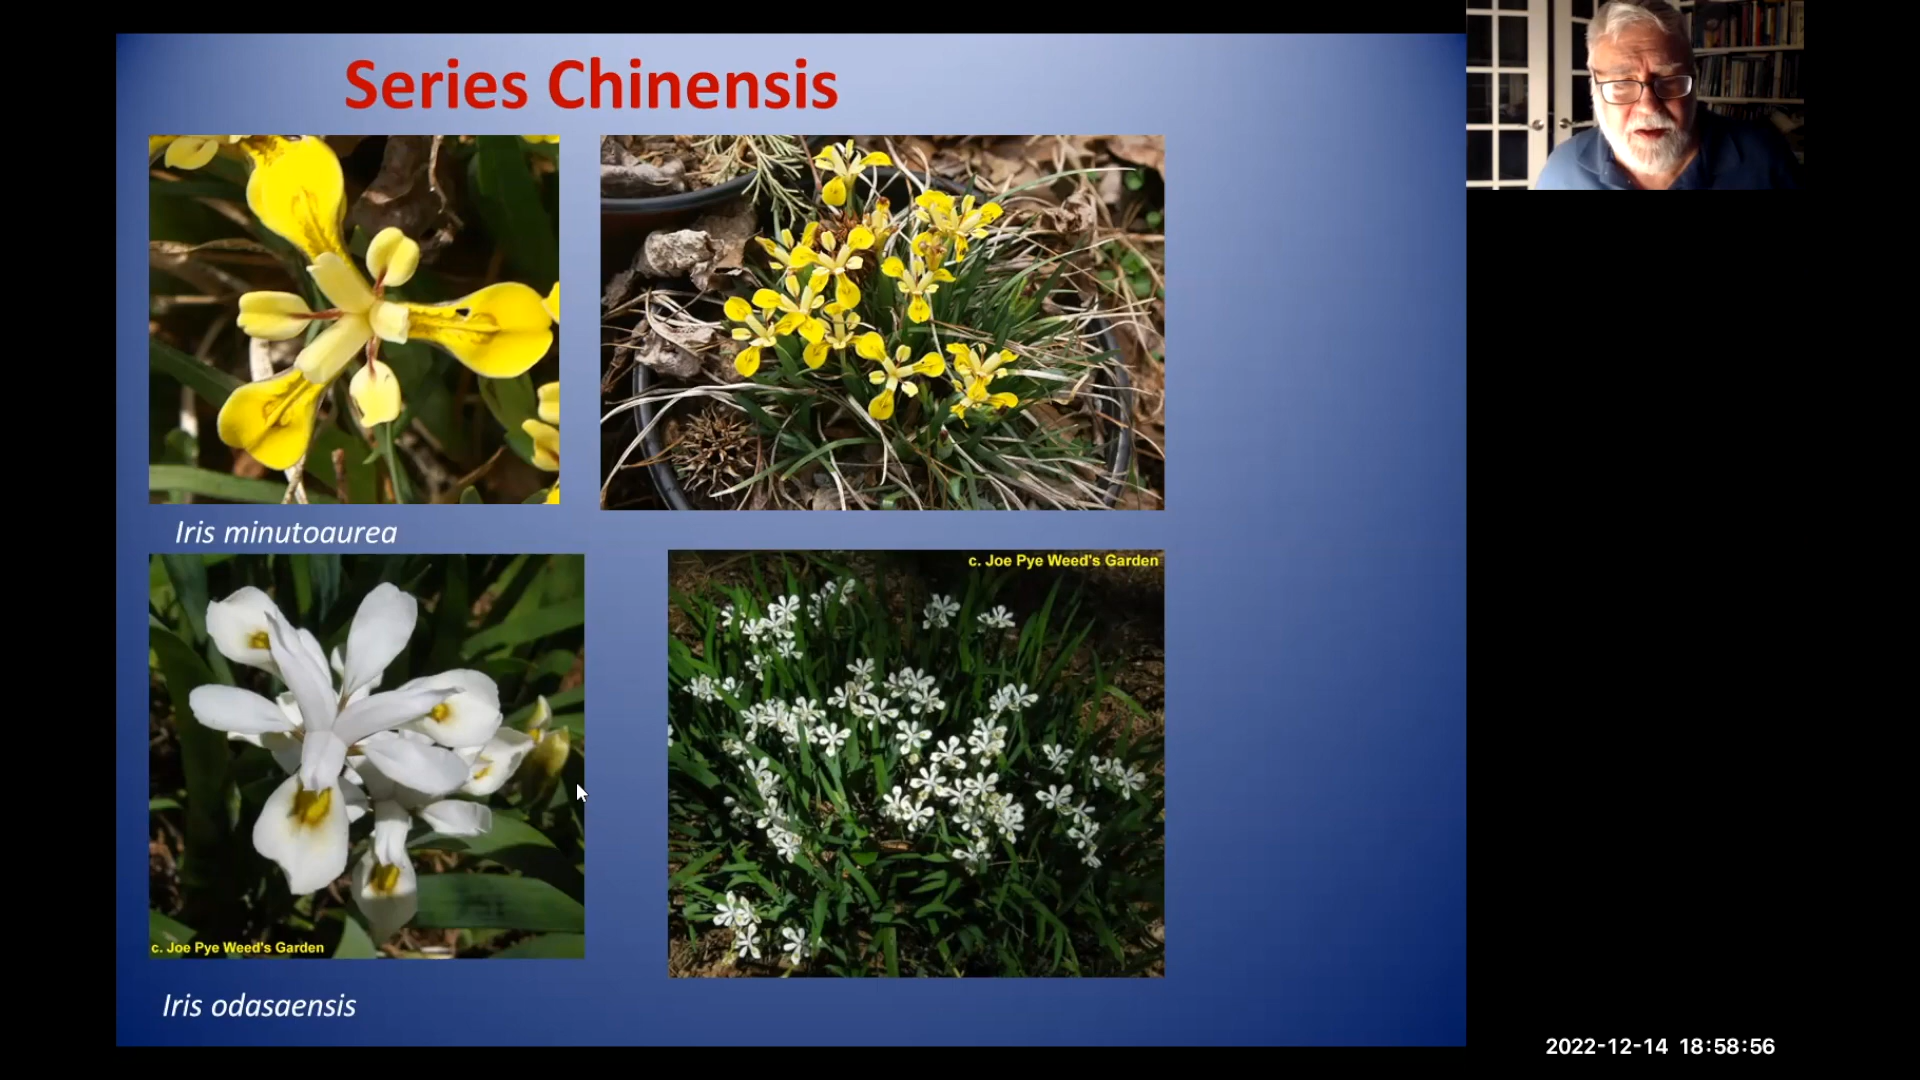 Series Chinensis
Iris minutoaurea
c. Joe Pye Weed's Garden
c. Joe Pye Weed's Garden
Iris odasaensis
2022-12-14 18:58:56